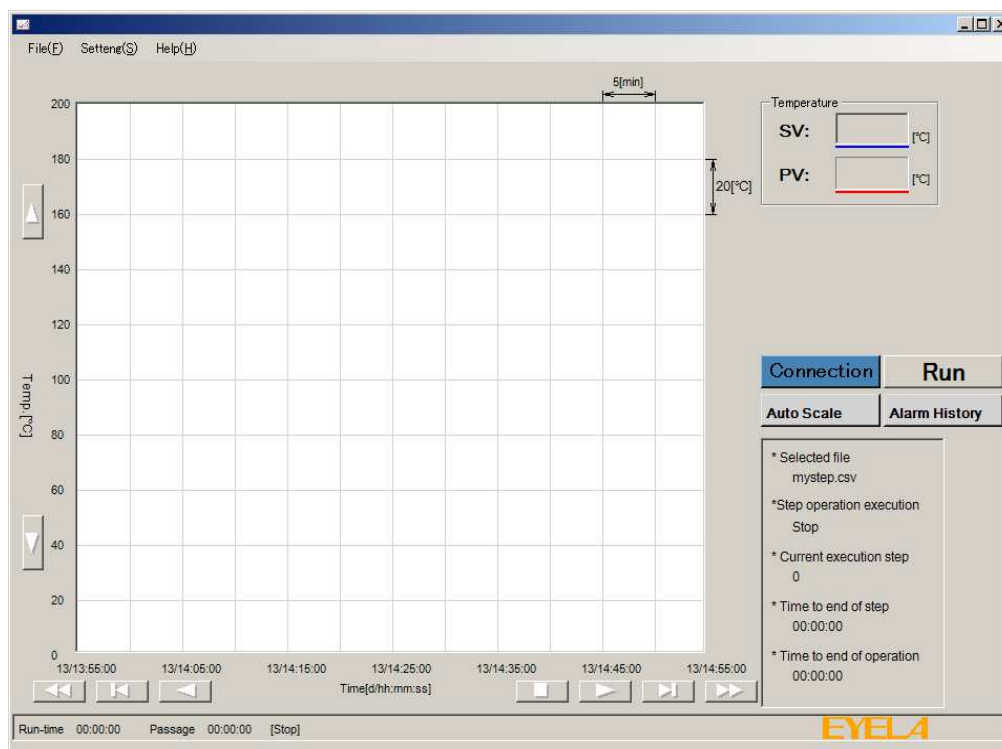 File(F) Setteng(S) Help(H)
5[min]
200
180
160
140
120
100
80
60
40
20
0
20[°C]
Temp.[°C]
13/13:55:00 13/14:05:00 13/14:15:00 13/14:25:00 13/14:35:00 13/14:45:00 13/14:55:00
Time[d/hh:mm:ss]
Temperature
SV: [°C]
PV: [°C]
Connection Run
Auto Scale Alarm History
* Selected file
mystep.csv
*Step operation execution
Stop
* Current execution step
0
* Time to end of step
00:00:00
* Time to end of operation
00:00:00
Run-time 00:00:00 Passage 00:00:00 [Stop]
EYELA